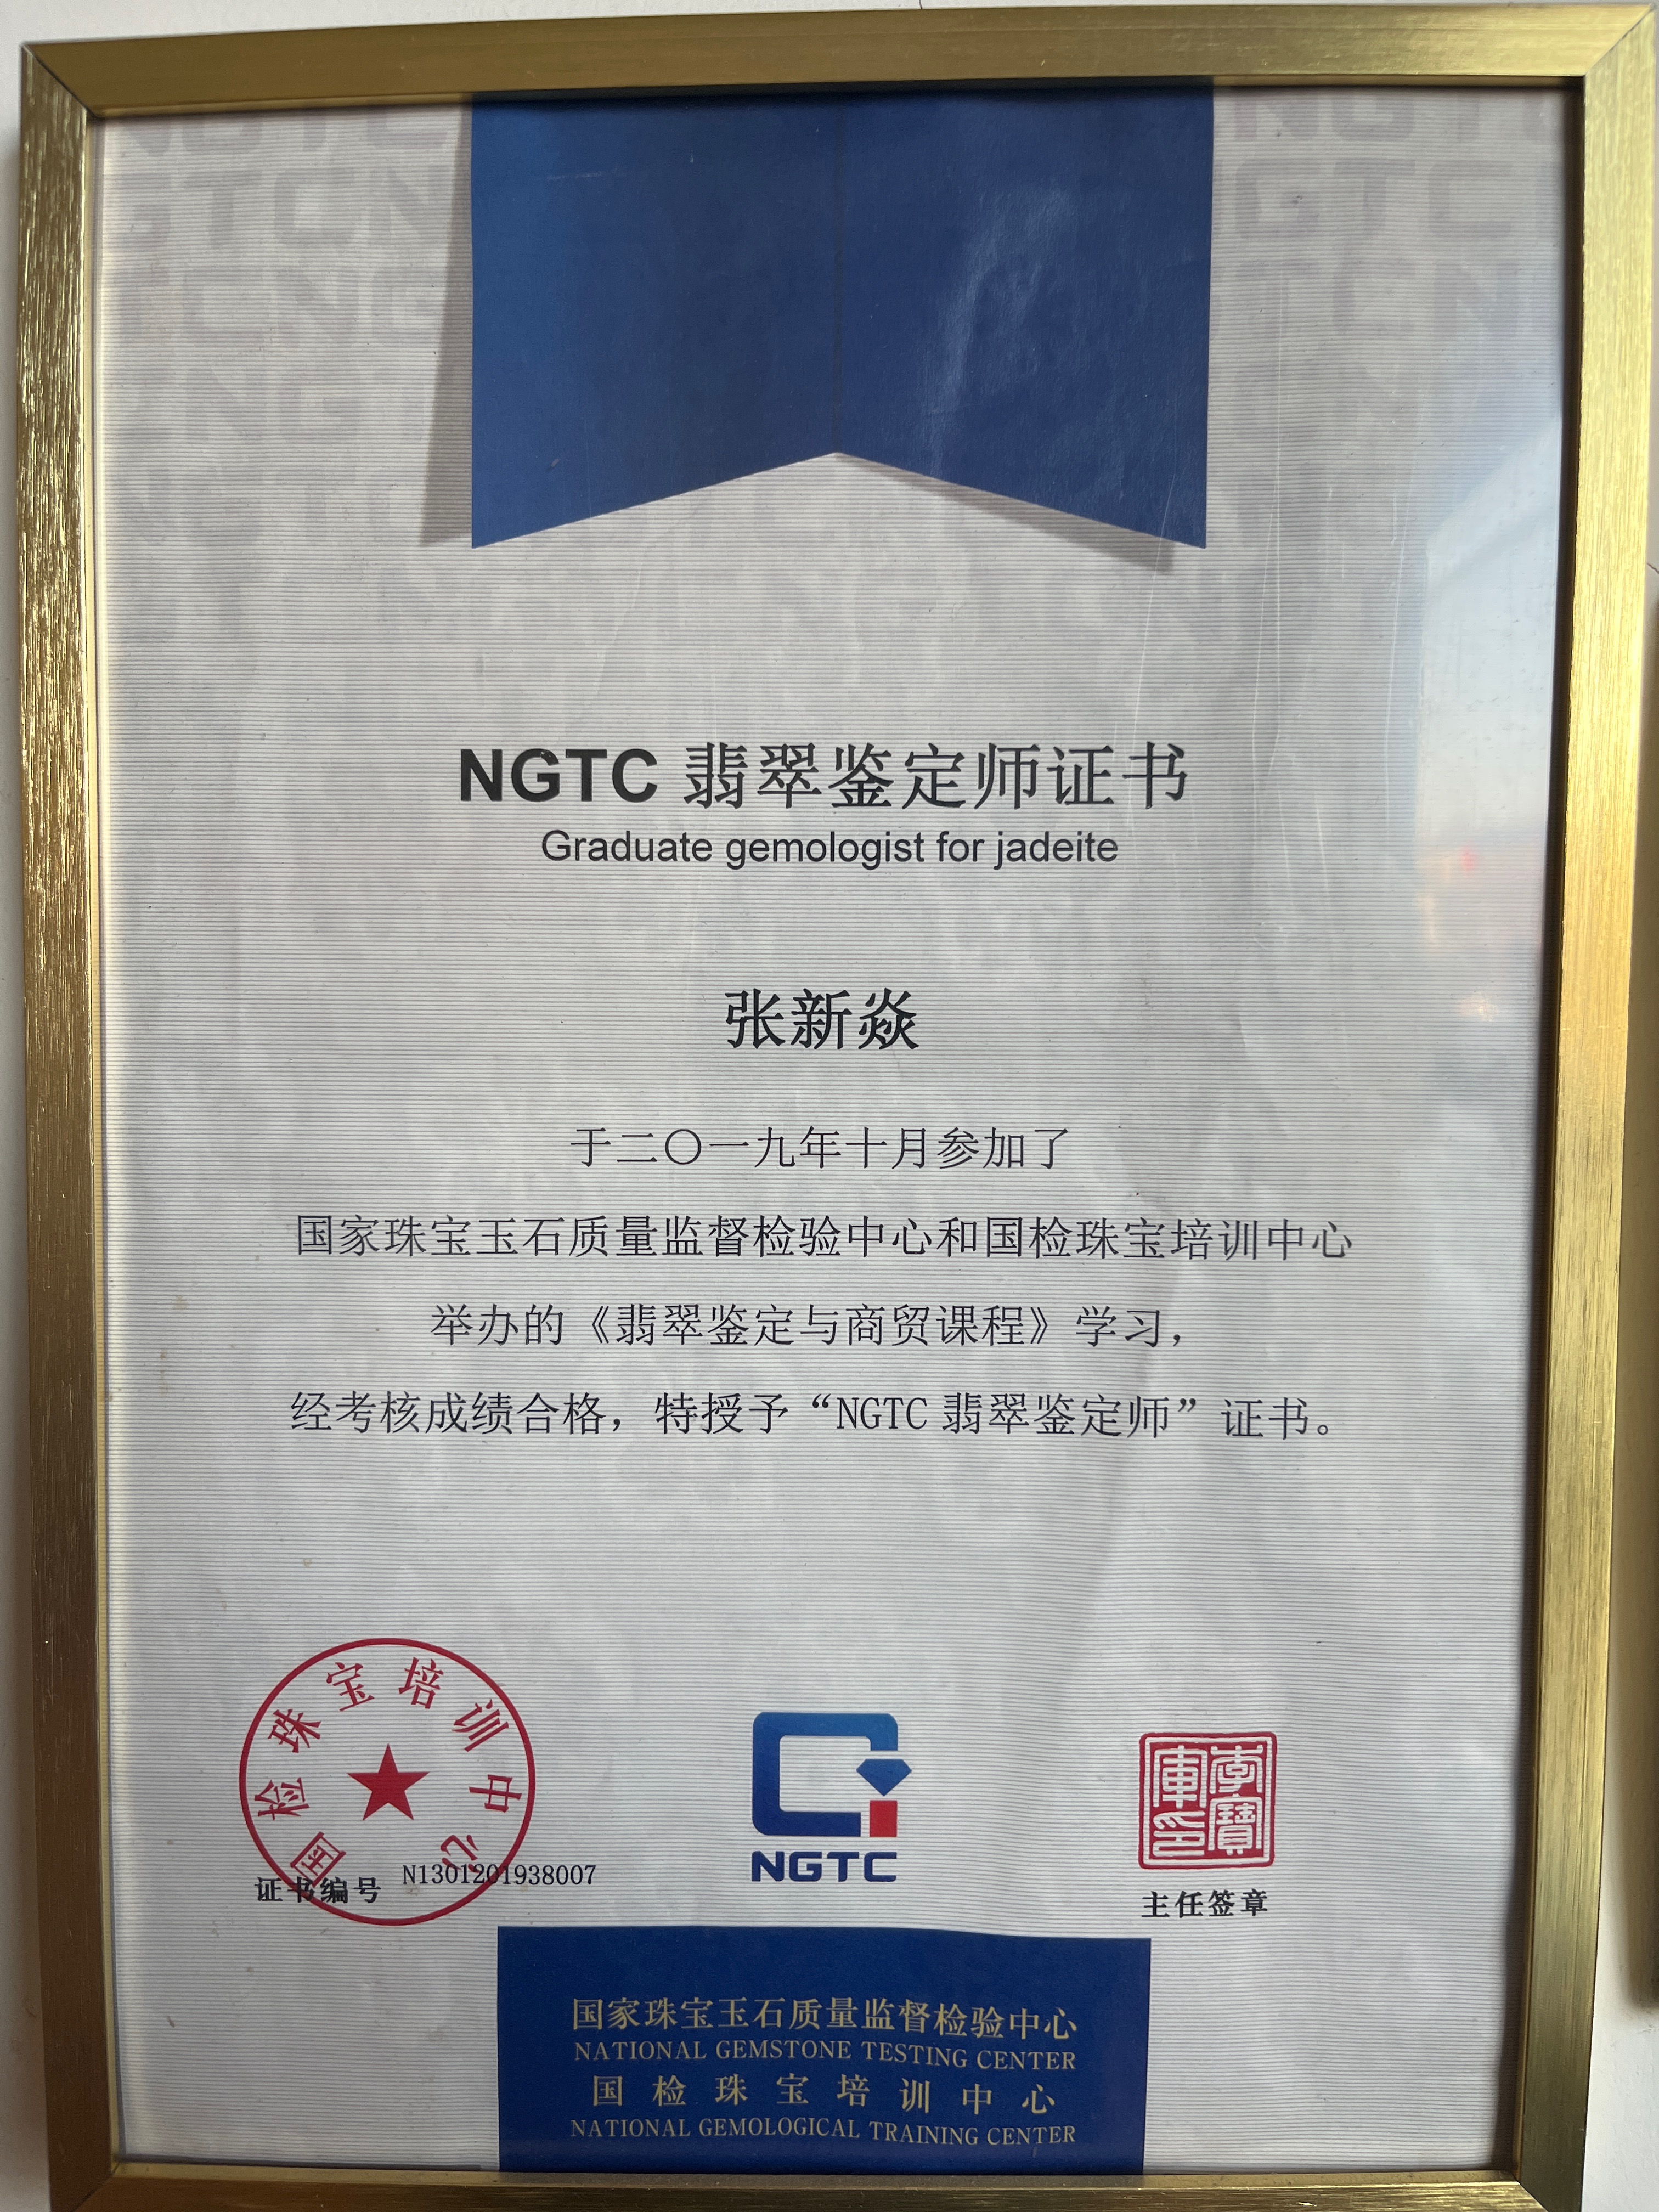 NGTC 翡翠鉴定师证书
Graduate gemologist for jadeite
张新焱
于二〇一九年十月参加了
国家珠宝玉石质量监督检验中心和国检珠宝培训中心
举办的《翡翠鉴定与商贸课程》学习，
经考核成绩合格，特授予“NGTC 翡翠鉴定师”证书。
国检珠宝培训中心
证书编号 N1301201938007
NGTC
李寶軍印
主任签章
国家珠宝玉石质量监督检验中心
NATIONAL GEMSTONE TESTING CENTER
国检珠宝培训中心
NATIONAL GEMOLOGICAL TRAINING CENTER